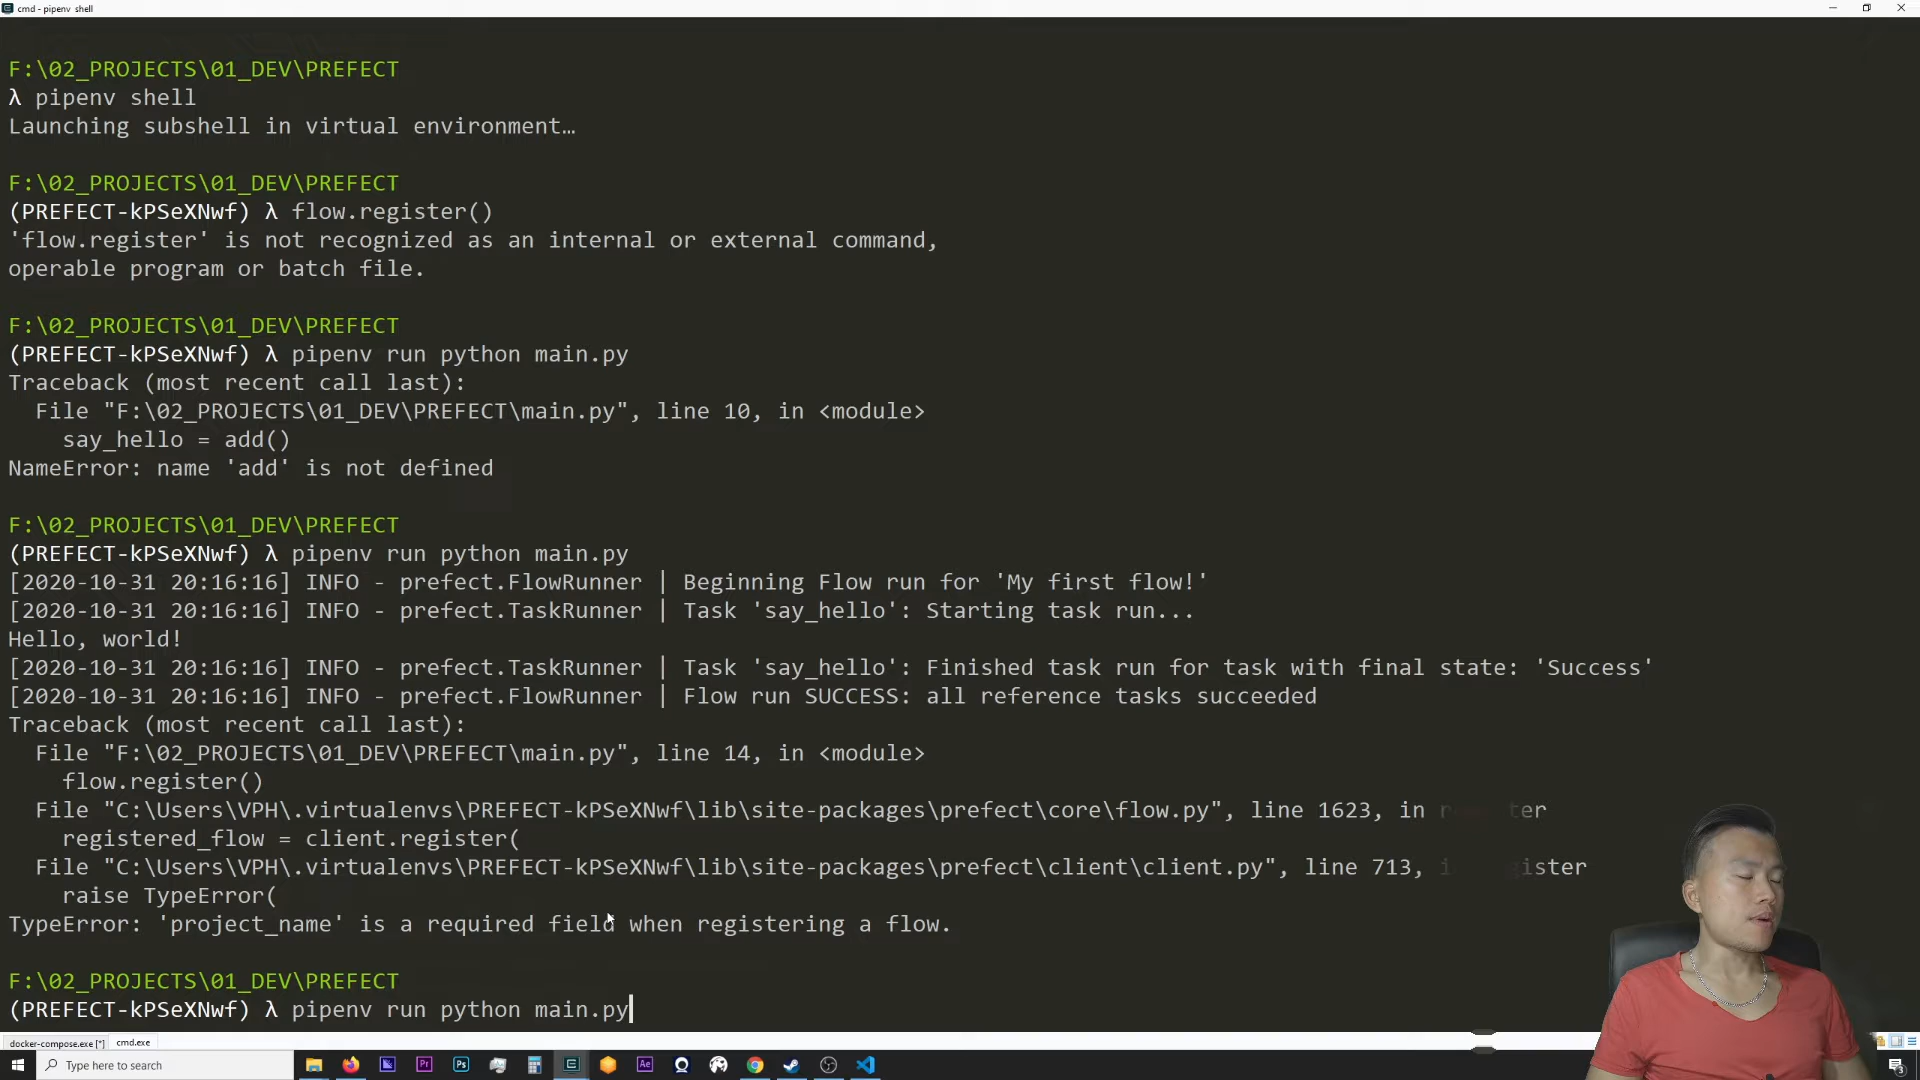 cmd - pipenv shell
F:\02_PROJECTS\01_DEV\PREFECT
λ pipenv shell
Launching subshell in virtual environment…
F:\02_PROJECTS\01_DEV\PREFECT
(PREFECT-kPSeXNwf) λ flow.register()
'flow.register' is not recognized as an internal or external command,
operable program or batch file.
F:\02_PROJECTS\01_DEV\PREFECT
(PREFECT-kPSeXNwf) λ pipenv run python main.py
Traceback (most recent call last):
File "F:\02_PROJECTS\01_DEV\PREFECT\main.py", line 10, in <module>
say_hello = add()
NameError: name 'add' is not defined
F:\02_PROJECTS\01_DEV\PREFECT
(PREFECT-kPSeXNwf) λ pipenv run python main.py
[2020-10-31 20:16:16] INFO - prefect.FlowRunner | Beginning Flow run for 'My first flow!'
[2020-10-31 20:16:16] INFO - prefect.TaskRunner | Task 'say_hello': Starting task run...
Hello, world!
[2020-10-31 20:16:16] INFO - prefect.TaskRunner | Task 'say_hello': Finished task run for task with final state: 'Success'
[2020-10-31 20:16:16] INFO - prefect.FlowRunner | Flow run SUCCESS: all reference tasks succeeded
Traceback (most recent call last):
File "F:\02_PROJECTS\01_DEV\PREFECT\main.py", line 14, in <module>
flow.register()
File "C:\Users\VPH\.virtualenvs\PREFECT-kPSeXNwf\lib\site-packages\prefect\core\flow.py", line 1623, in
registered_flow = client.register(
File "C:\Users\VPH\.virtualenvs\PREFECT-kPSeXNwf\lib\site-packages\prefect\client\client.py", line 713,
raise TypeError(
TypeError: 'project_name' is a required field when registering a flow.
F:\02_PROJECTS\01_DEV\PREFECT
(PREFECT-kPSeXNwf) λ pipenv run python main.py
docker-compose.exe [*] cmd.exe
Type here to search Pr Ps Ae 3